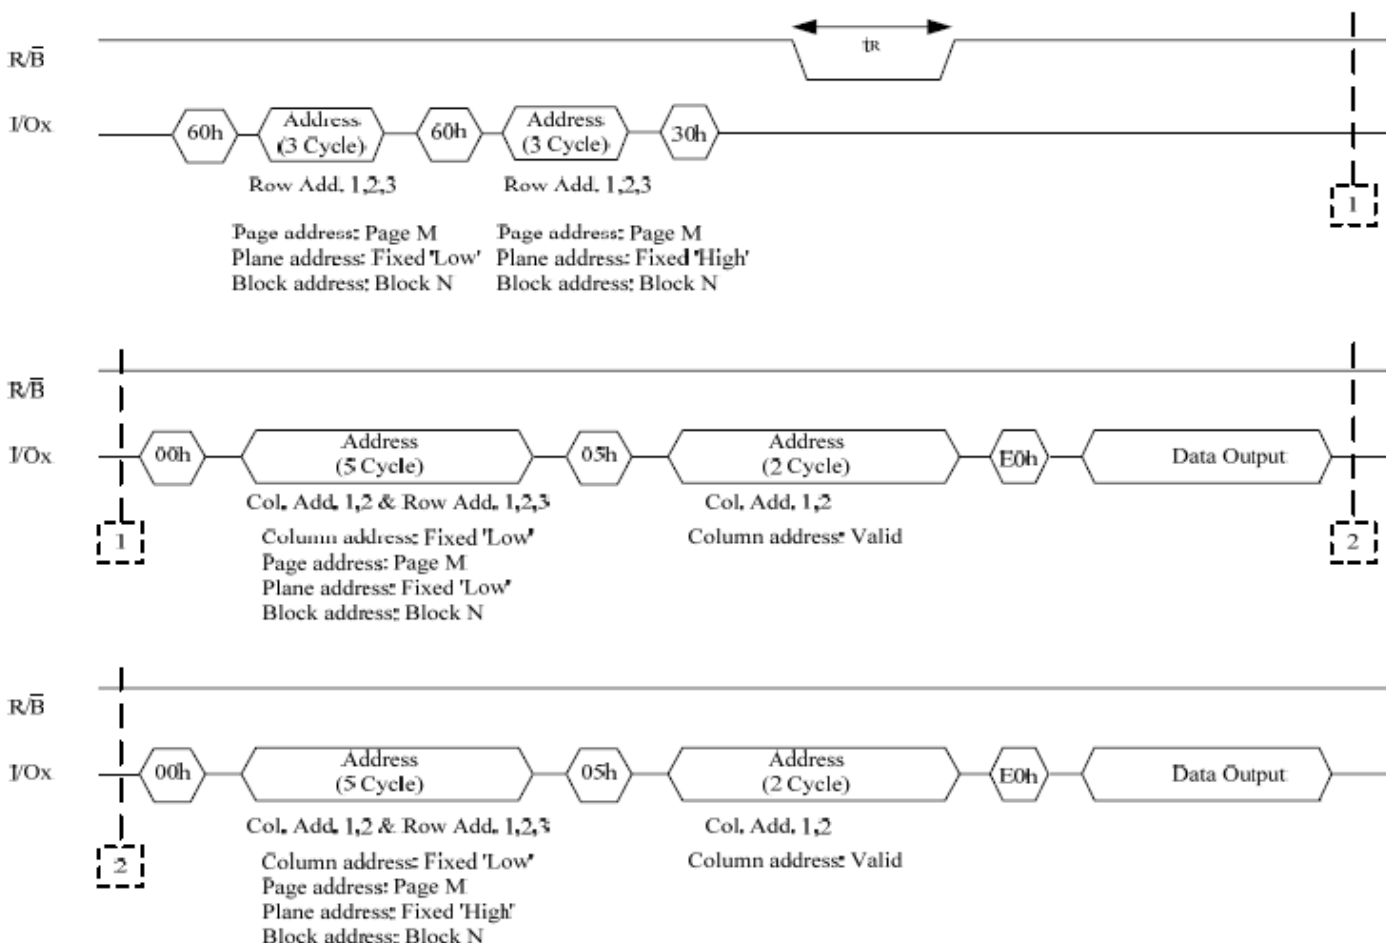 tR
R/B̅
I/Ox
60h
Address
(3 Cycle)
60h
Address
(3 Cycle)
30h
Row Add. 1,2,3
Row Add. 1,2,3
1
Page address: Page M
Plane address: Fixed 'Low'
Block address: Block N
Page address: Page M
Plane address: Fixed 'High'
Block address: Block N
R/B̅
I/Ox
00h
Address
(5 Cycle)
05h
Address
(2 Cycle)
E0h
Data Output
Col. Add. 1,2 & Row Add. 1,2,3
Col. Add. 1,2
1
Column address: Fixed 'Low'
Page address: Page M
Plane address: Fixed 'Low'
Block address: Block N
Column address: Valid
2
R/B̅
I/Ox
00h
Address
(5 Cycle)
05h
Address
(2 Cycle)
E0h
Data Output
Col. Add. 1,2 & Row Add. 1,2,3
Col. Add. 1,2
2
Column address: Fixed 'Low'
Page address: Page M
Plane address: Fixed 'High'
Block address: Block N
Column address: Valid